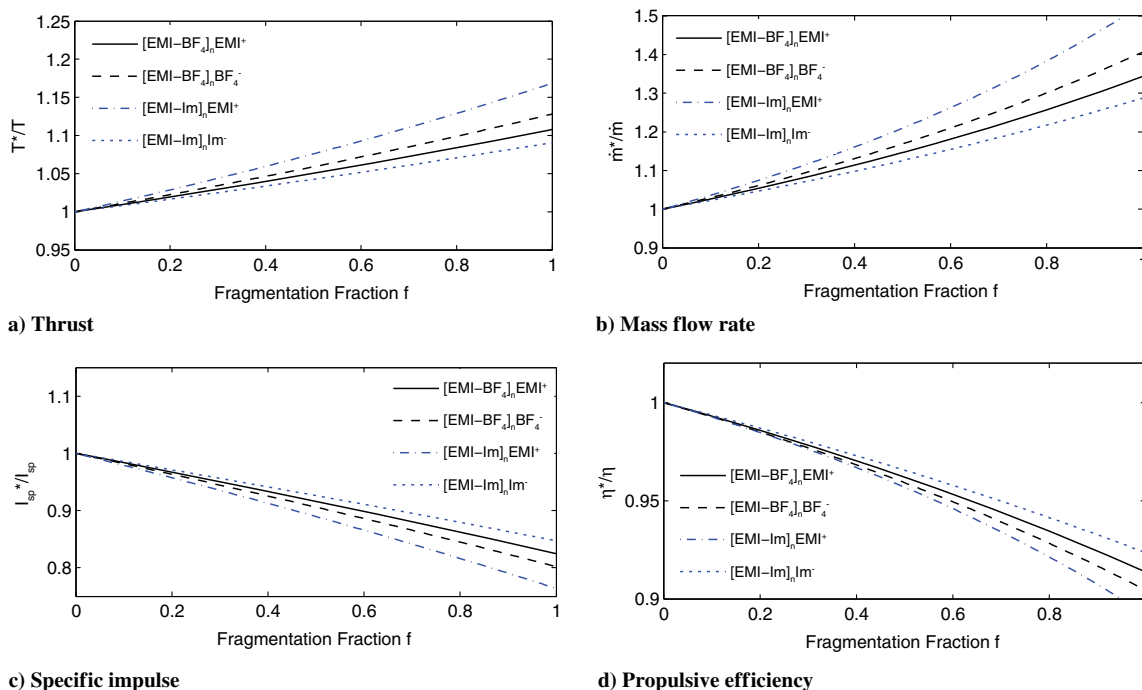 1.25
1.2
1.15
1.1
1.05
1
0.95
T*/T
[EMI–BF₄]ₙEMI⁺
[EMI–BF₄]ₙBF₄⁻
[EMI–Im]ₙEMI⁺
[EMI–Im]ₙIm⁻
0 0.2 0.4 0.6 0.8 1
Fragmentation Fraction f
a) Thrust
1.5
1.4
1.3
1.2
1.1
1
0.9
ṁ*/ṁ
[EMI–BF₄]ₙEMI⁺
[EMI–BF₄]ₙBF₄⁻
[EMI–Im]ₙEMI⁺
[EMI–Im]ₙIm⁻
0 0.2 0.4 0.6 0.8 1
Fragmentation Fraction f
b) Mass flow rate
1.1
1
0.9
0.8
Iₛₚ*/Iₛₚ
[EMI–BF₄]ₙEMI⁺
[EMI–BF₄]ₙBF₄⁻
[EMI–Im]ₙEMI⁺
[EMI–Im]ₙIm⁻
0 0.2 0.4 0.6 0.8 1
Fragmentation Fraction f
c) Specific impulse
1
0.95
0.9
η*/η
[EMI–BF₄]ₙEMI⁺
[EMI–BF₄]ₙBF₄⁻
[EMI–Im]ₙEMI⁺
[EMI–Im]ₙIm⁻
0 0.2 0.4 0.6 0.8 1
Fragmentation Fraction f
d) Propulsive efficiency